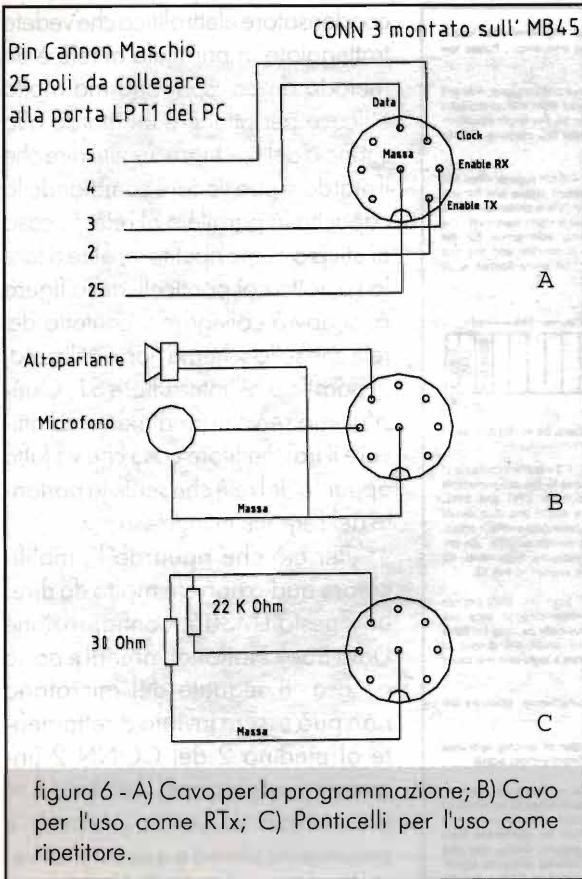 Pin Cannon Maschio
25 poli da collegare
alla porta LPT1 del PC
CONN 3 montato sull' MB45
Data
Clock
Massa
Enable RX
Enable TX
5
4
3
2
25
A
Altoparlante
Microfono
Massa
B
22 K Ohm
Ohm
Massa
C
figura 6 - A) Cavo per la programmazione; B) Cavo
per l'uso come RTx; C) Ponticelli per l'uso come
ripetitore.